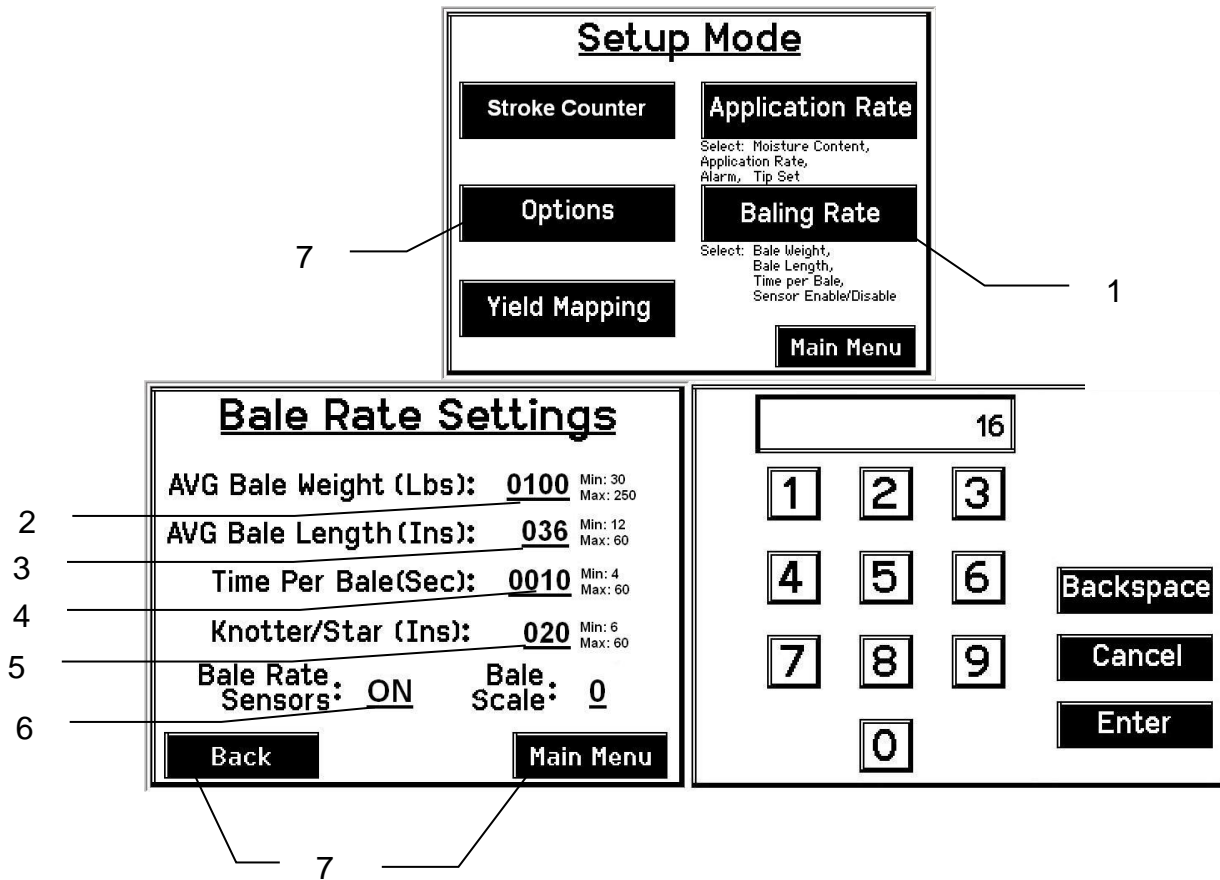 Setup Mode
Stroke Counter
Application Rate
Select: Moisture Content,
Application Rate,
Alarm, Tip Set
Options
Baling Rate
7
Select: Bale Weight,
Bale Length,
Time per Bale,
Sensor Enable/Disable
1
Yield Mapping
Main Menu
Bale Rate Settings
AVG Bale Weight (Lbs): 0100 Min: 30
Max: 250
2
AVG Bale Length (Ins): 036 Min: 12
Max: 60
3
Time Per Bale(Sec): 0010 Min: 4
Max: 60
4
Knotter/Star (Ins): 020 Min: 6
Max: 60
5
Bale Rate
Sensors: ON
Bale
Scale: 0
6
Back
Main Menu
7
16
1 2 3
4 5 6
Backspace
7 8 9
Cancel
0
Enter